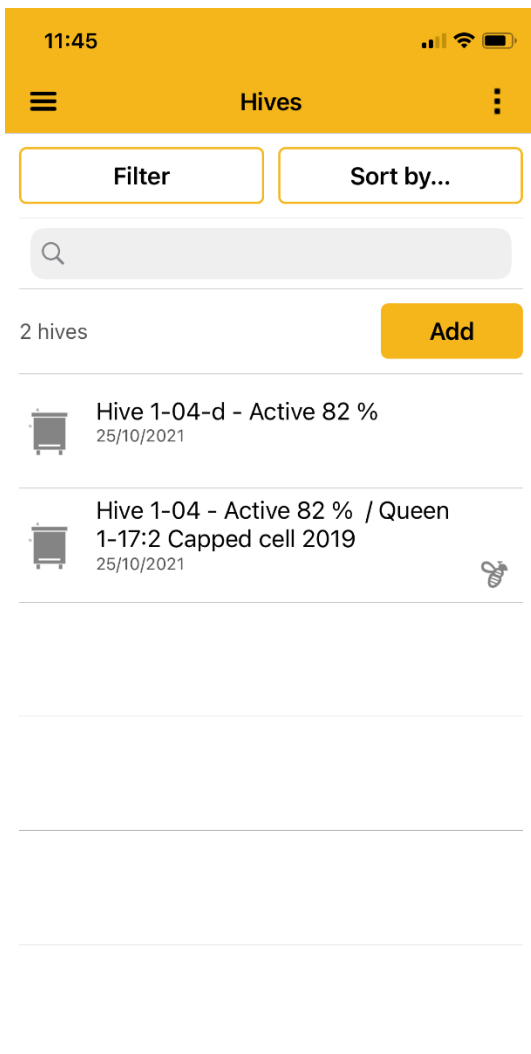 11:45
Hives
Filter
Sort by...
2 hives
Add
Hive 1-04-d - Active 82 %
25/10/2021
Hive 1-04 - Active 82 %  / Queen
1-17:2 Capped cell 2019
25/10/2021